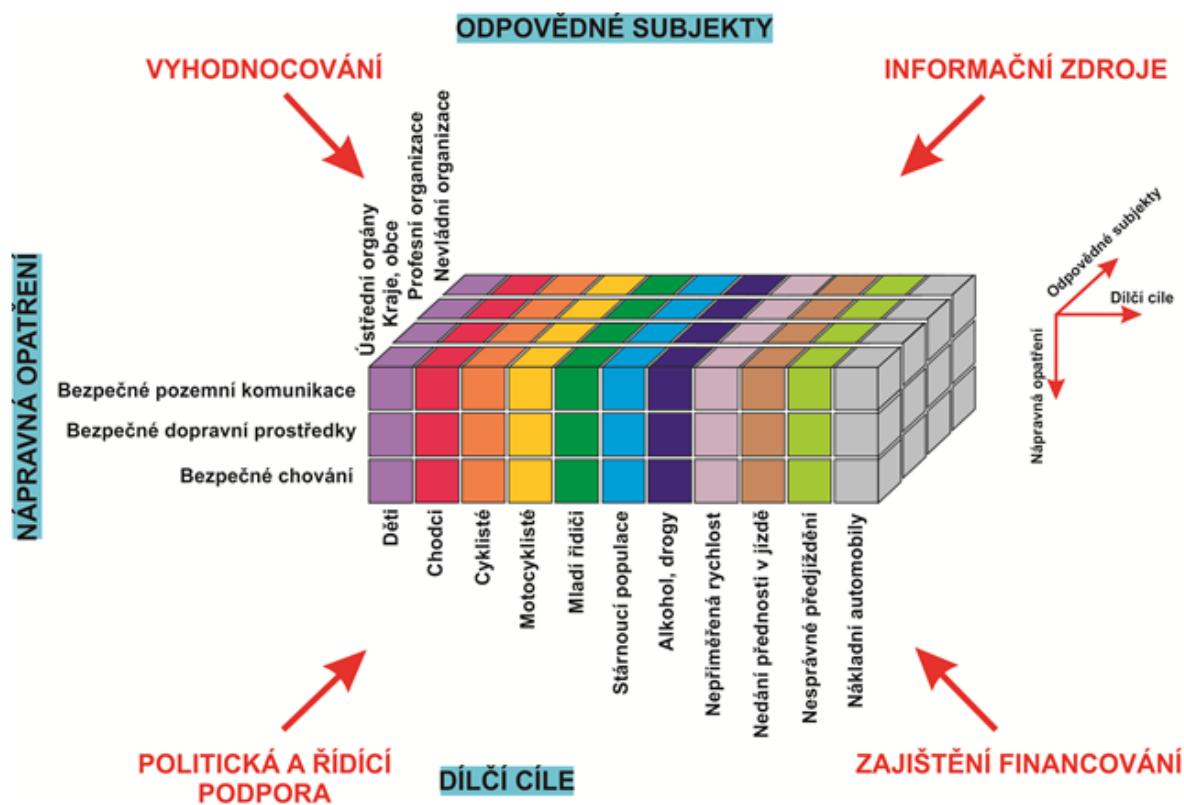 ODPOVĚDNÉ SUBJEKTY
VYHODNOCOVÁNÍ
INFORMAČNÍ ZDROJE
Ústřední orgány
Kraje, obce
Profesní organizace
Nevládní organizace
NÁPRAVNÁ OPATŘENÍ
Bezpečné pozemní komunikace
Bezpečné dopravní prostředky
Bezpečné chování
Odpovědné subjekty
Dílčí cíle
Nápravná opatření
Děti
Chodci
Cyklisté
Motocyklisté
Mladí řidiči
Stárnoucí populace
Alkohol, drogy
Nepřiměřená rychlost
Nedání přednosti v jízdě
Nesprávné předjíždění
Nákladní automobily
POLITICKÁ A ŘÍDÍCÍ
PODPORA
DÍLČÍ CÍLE
ZAJIŠTĚNÍ FINANCOVÁNÍ